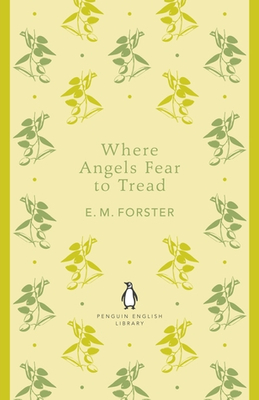 Where
Angels Fear
to Tread
E. M. FORSTER
PENGUIN ENGLISH
LIBRARY